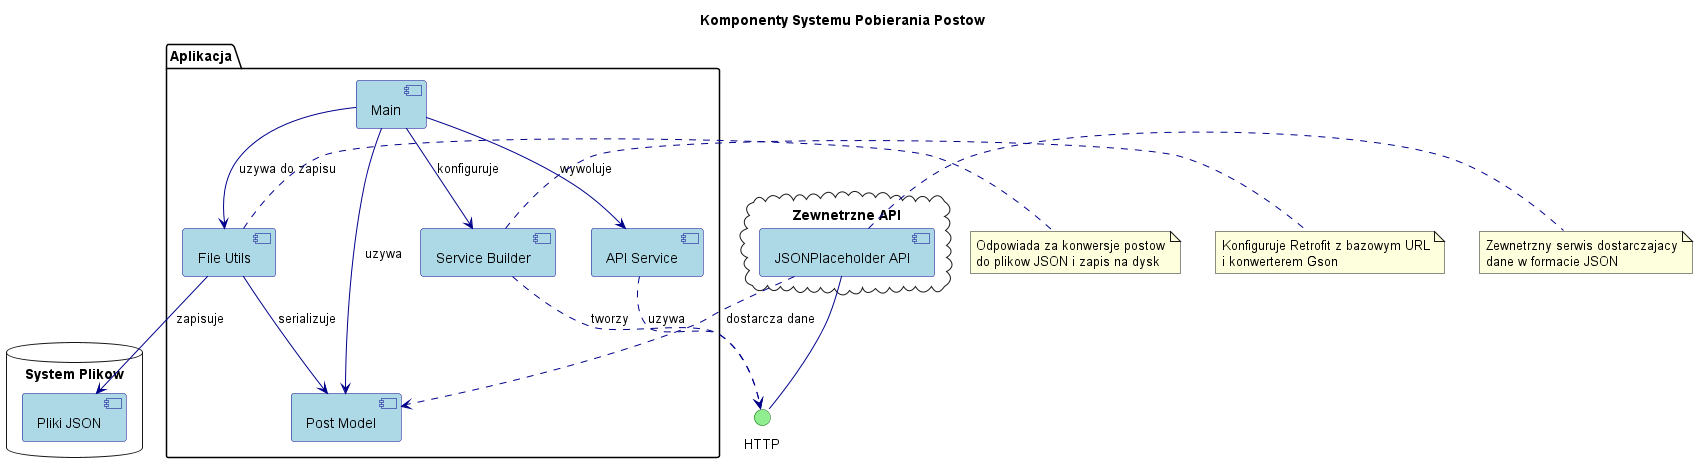 Komponenty Systemu Pobierania Postow
Aplikacja
Main
uzywa do zapisu
konfiguruje
wywoluje
Zewnetrzne API
File Utils
Service Builder
API Service
JSONPlaceholder API
Odpowiada za konwersje postow
do plikow JSON i zapis na dysk
Konfiguruje Retrofit z bazowym URL
i konwerterem Gson
Zewnetrzny serwis dostarczajacy
dane w formacie JSON
uzywa
zapisuje
serializuje
tworzy
uzywa
dostarcza dane
System Plikow
Pliki JSON
Post Model
HTTP